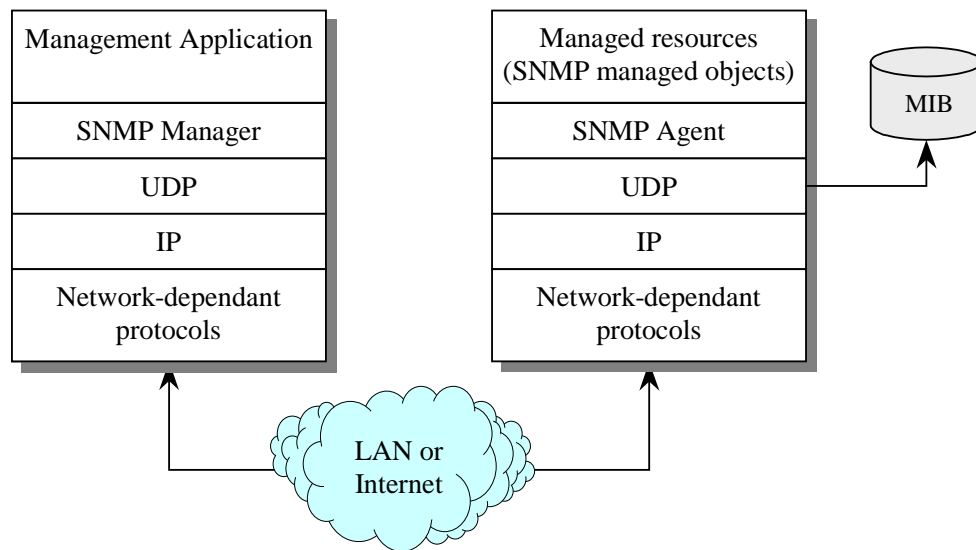 Management Application
SNMP Manager
UDP
IP
Network-dependant
protocols
Managed resources
(SNMP managed objects)
SNMP Agent
UDP
IP
Network-dependant
protocols
MIB
LAN or
Internet